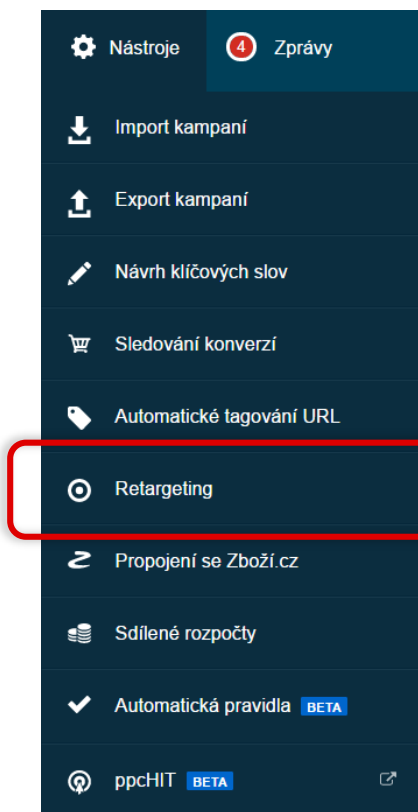 Nástroje 4 Zprávy
Import kampaní
Export kampaní
Návrh klíčových slov
Sledování konverzí
Automatické tagování URL
Retargeting
Propojení se Zboží.cz
Sdílené rozpočty
Automatická pravidla BETA
ppcHIT BETA